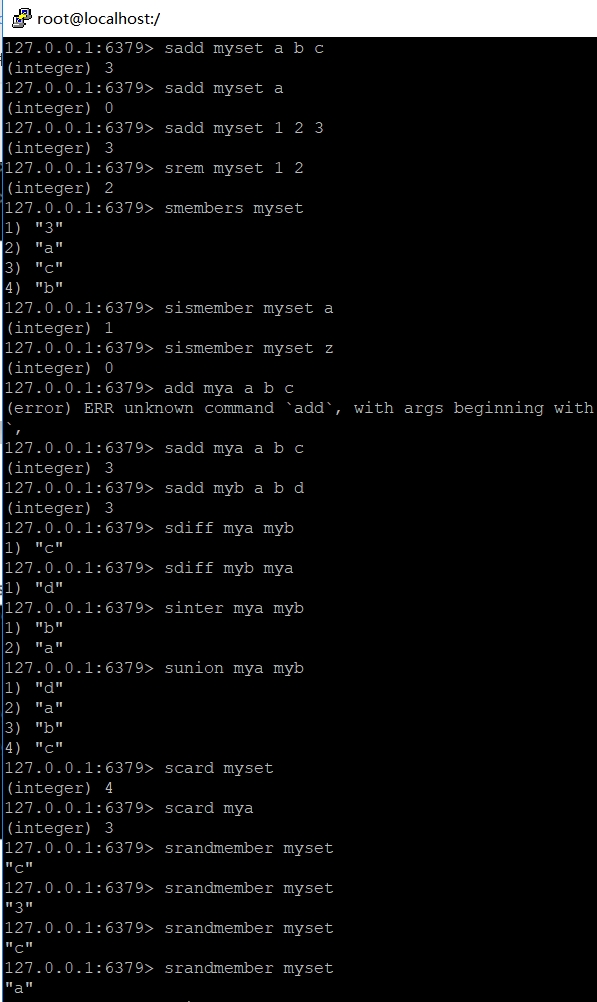 root@localhost:/
127.0.0.1:6379> sadd myset a b c
(integer) 3
127.0.0.1:6379> sadd myset a
(integer) 0
127.0.0.1:6379> sadd myset 1 2 3
(integer) 3
127.0.0.1:6379> srem myset 1 2
(integer) 2
127.0.0.1:6379> smembers myset
1) "3"
2) "a"
3) "c"
4) "b"
127.0.0.1:6379> sismember myset a
(integer) 1
127.0.0.1:6379> sismember myset z
(integer) 0
127.0.0.1:6379> add mya a b c
(error) ERR unknown command `add`, with args beginning with
`,
127.0.0.1:6379> sadd mya a b c
(integer) 3
127.0.0.1:6379> sadd myb a b d
(integer) 3
127.0.0.1:6379> sdiff mya myb
1) "c"
127.0.0.1:6379> sdiff myb mya
1) "d"
127.0.0.1:6379> sinter mya myb
1) "b"
2) "a"
127.0.0.1:6379> sunion mya myb
1) "d"
2) "a"
3) "b"
4) "c"
127.0.0.1:6379> scard myset
(integer) 4
127.0.0.1:6379> scard mya
(integer) 3
127.0.0.1:6379> srandmember myset
"c"
127.0.0.1:6379> srandmember myset
"3"
127.0.0.1:6379> srandmember myset
"c"
127.0.0.1:6379> srandmember myset
"a"